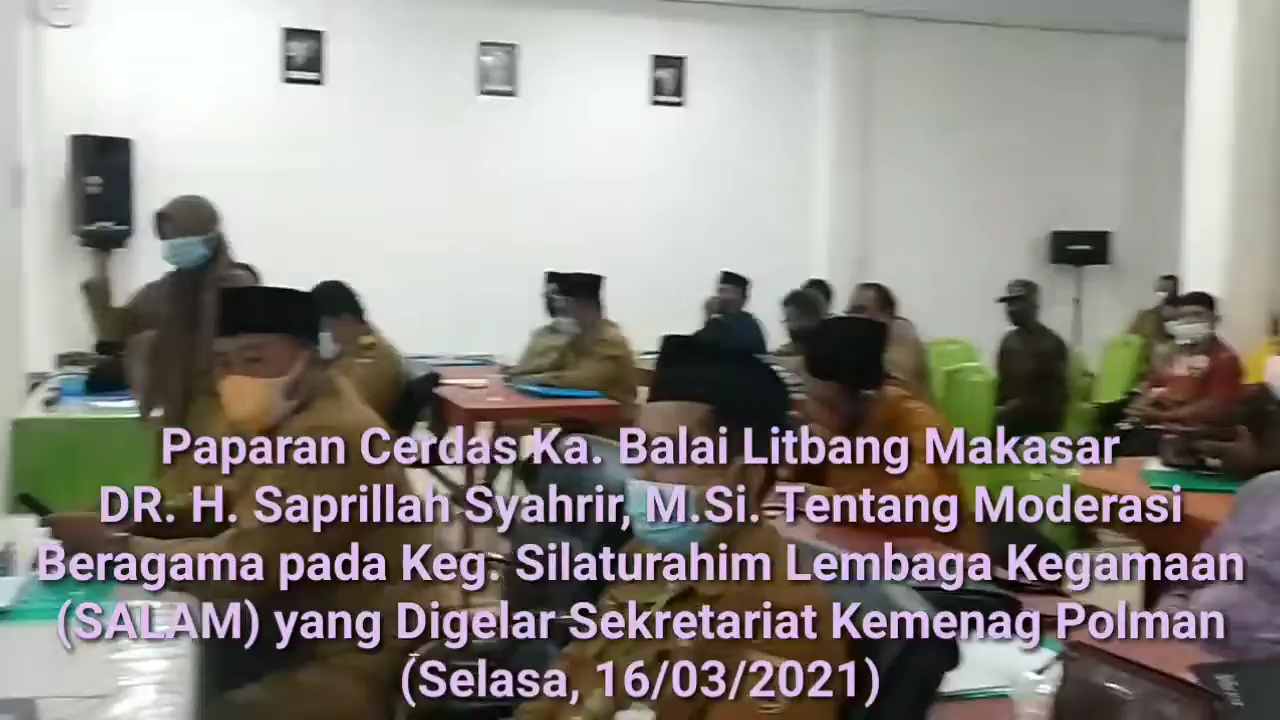 Paparan Cerdas Ka. Balai Litbang Makasar
DR. H. Saprillah Syahrir, M.Si. Tentang Moderasi
Beragama pada Keg. Silaturahim Lembaga Kegamaan
(SALAM) yang Digelar Sekretariat Kemenag Polman
(Selasa, 16/03/2021)